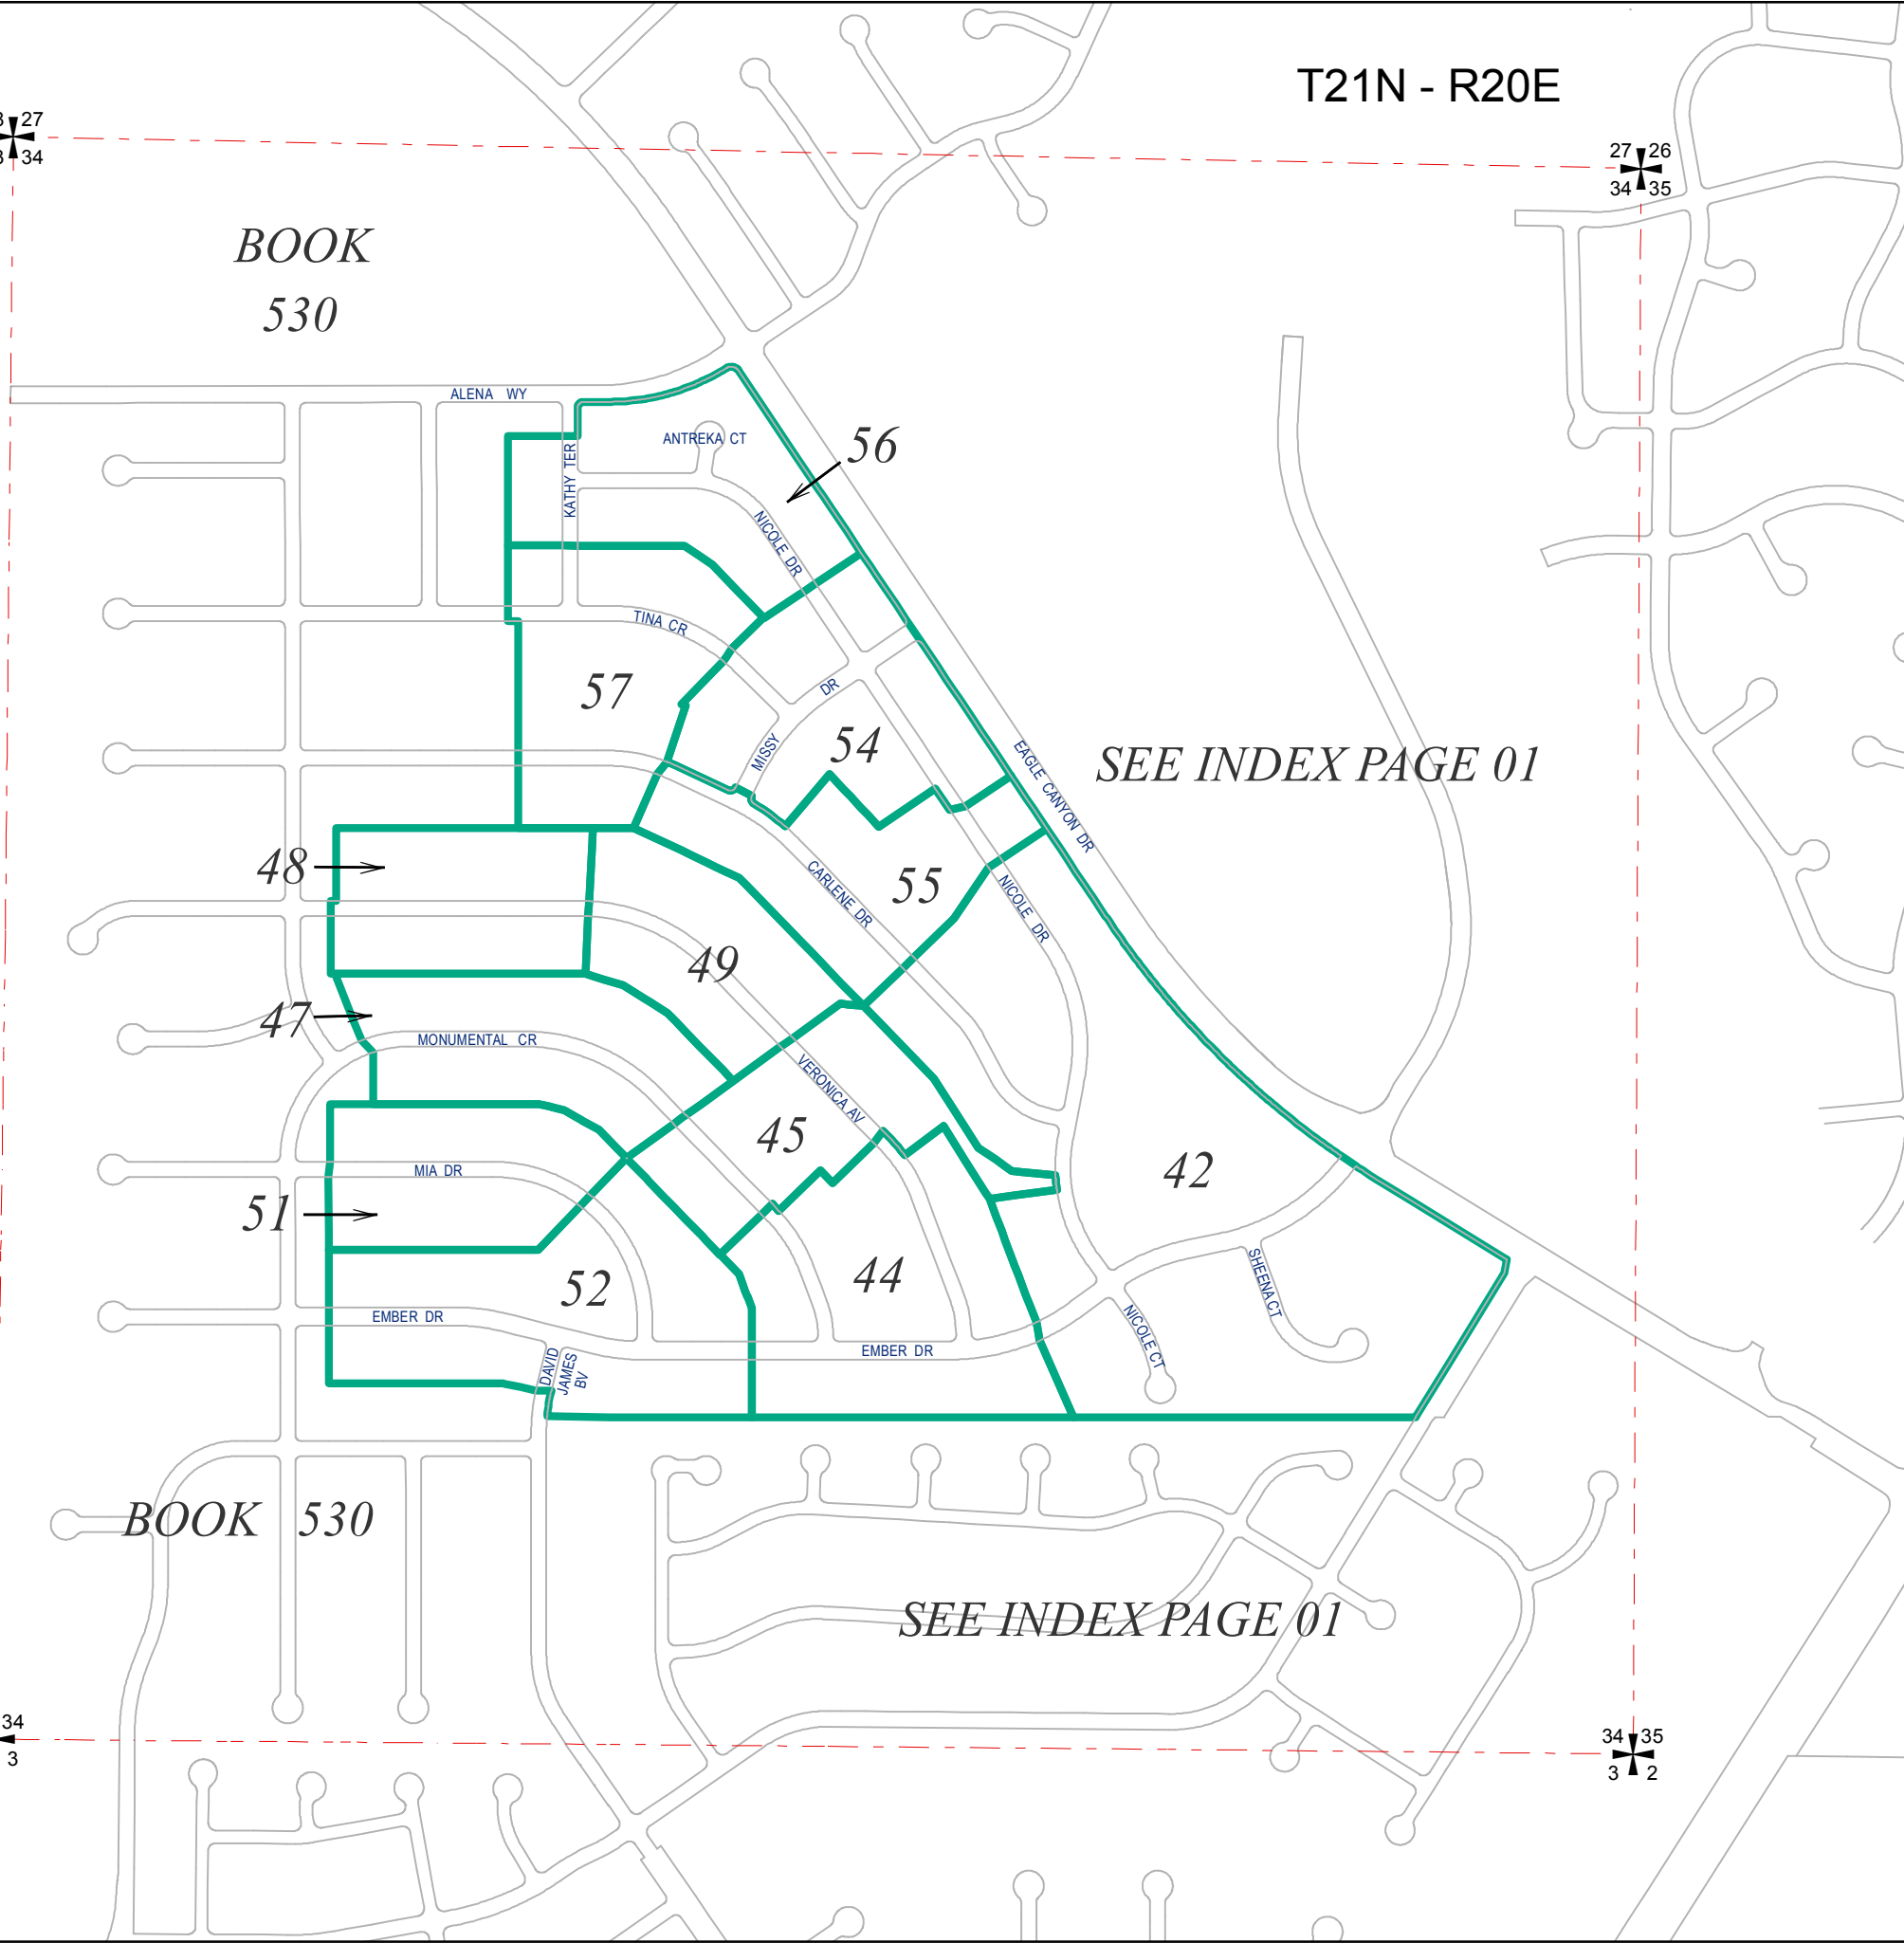 T21N - R20E
3 27
3 34
27 26
34 35
BOOK
530
ALENA WY
ANTREKA CT
56
KATHY TER
NICOLE DR
TINA CR
57
DR
MISSY
54
EAGLE CANYON DR
SEE INDEX PAGE 01
48
CARLENE DR
55
NICOLE DR
49
47
MONUMENTAL CR
VERONICA AV
45
42
MIA DR
51
52
44
SHEENA CT
EMBER DR
NICOLE CT
EMBER DR
DAVID
JAMES
BV
BOOK 530
SEE INDEX PAGE 01
34
3
34 35
3 2